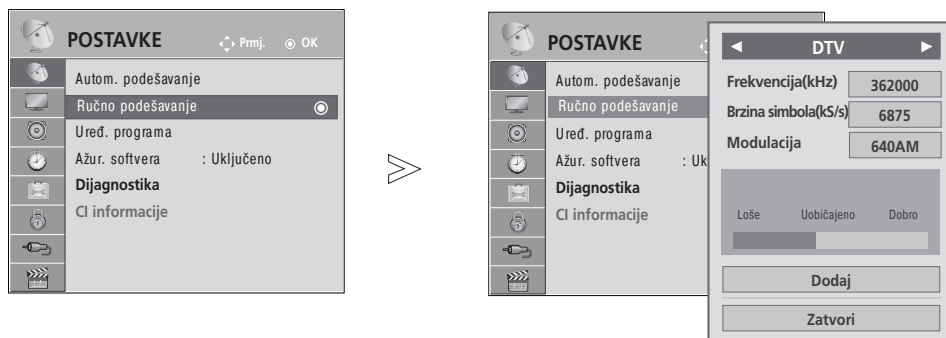 POSTAVKE Prmj. OK
Autom. podešavanje
Ručno podešavanje
Uređ. programa
Ažur. softvera : Uključeno
Dijagnostika
CI informacije
POSTAVKE
Autom. podešavanje
Ručno podešavanje
Uređ. programa
Ažur. softvera : Uk
Dijagnostika
CI informacije
DTV
Frekvencija(kHz) 362000
Brzina simbola(kS/s) 6875
Modulacija 640AM
Loše Uobičajeno Dobro
Dodaj
Zatvori